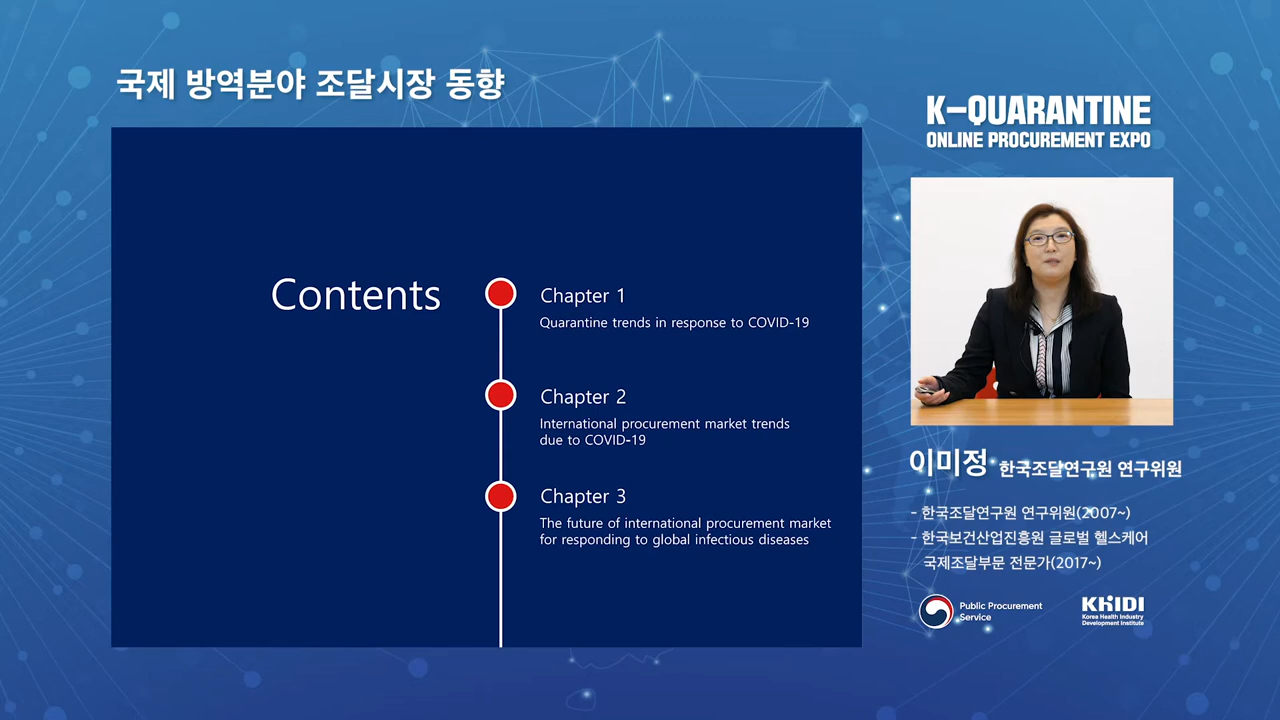 국제 방역분야 조달시장 동향
Contents
Chapter 1
Quarantine trends in response to COVID-19
Chapter 2
International procurement market trends
due to COVID-19
Chapter 3
The future of international procurement market
for responding to global infectious diseases
K-QUARANTINE
ONLINE PROCUREMENT EXPO
이미정 한국조달연구원 연구위원
- 한국조달연구원 연구위원(2007~)
- 한국보건산업진흥원 글로벌 헬스케어
국제조달부문 전문가(2017~)
Public Procurement
Service
KHIDI
Korea Health Industry
Development Institute